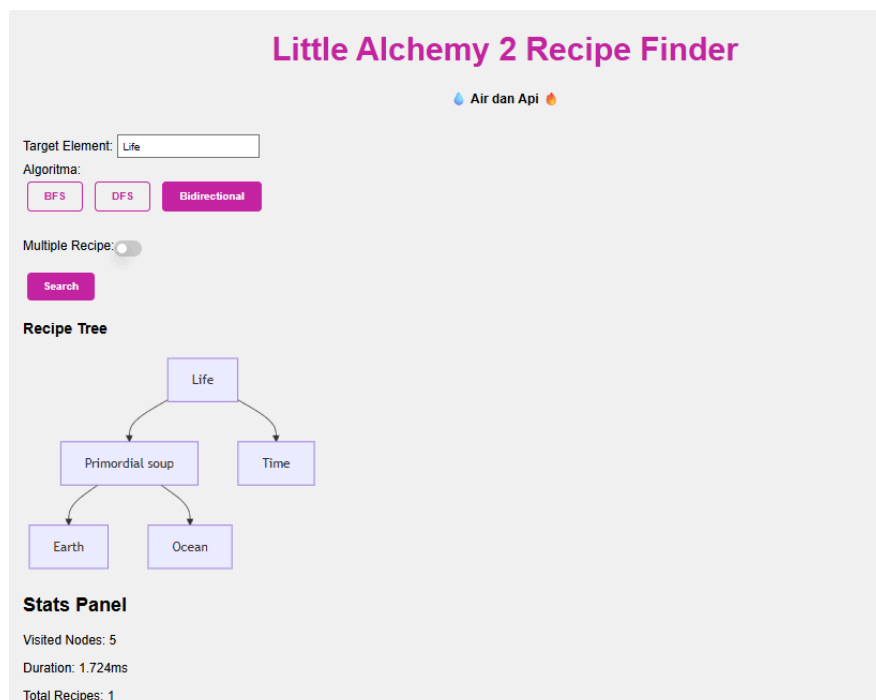 Little Alchemy 2 Recipe Finder
💧 Air dan Api 🔥
Target Element: Life
Algoritma:
BFS DFS Bidirectional
Multiple Recipe:
Search
Recipe Tree
Life
Primordial soup Time
Earth Ocean
Stats Panel
Visited Nodes: 5
Duration: 1.724ms
Total Recipes: 1